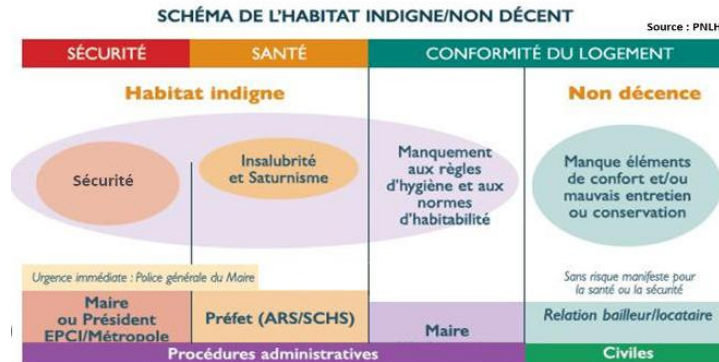 SCHÉMA DE L'HABITAT INDIGNE/NON DÉCENT
Source : PNLH
SÉCURITÉ
SANTÉ
CONFORMITÉ DU LOGEMENT
Habitat indigne
Non décence
Sécurité
Insalubrité
et Saturnisme
Manquement
aux règles
d'hygiène et aux
normes
d'habitabilité
Manque éléments
de confort et/ou
mauvais entretien
ou conservation
Urgence immédiate : Police générale du Maire
Sans risque manifeste pour
la santé ou la sécurité
Maire
ou Président
EPCI/Métropole
Préfet (ARS/SCHS)
Maire
Relation bailleur/locataire
Procédures administratives
Civiles